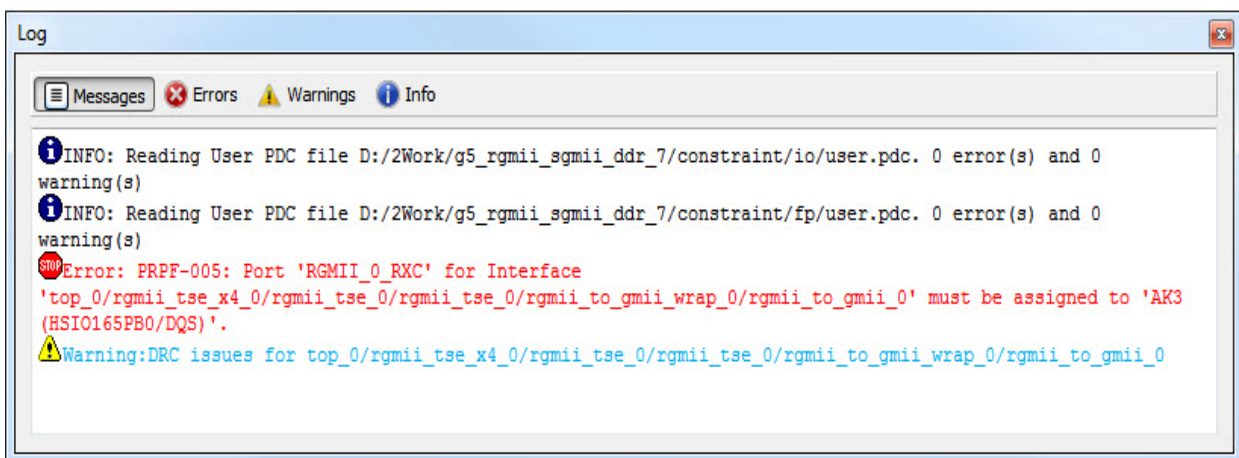 Log
Messages Errors Warnings Info
INFO: Reading User PDC file D:/2Work/g5_rgmii_sgmii_ddr_7/constraint/io/user.pdc. 0 error(s) and 0
warning(s)
INFO: Reading User PDC file D:/2Work/g5_rgmii_sgmii_ddr_7/constraint/fp/user.pdc. 0 error(s) and 0
warning(s)
STOP Error: PRPF-005: Port 'RGMII_0_RXC' for Interface
'top_0/rgmii_tse_x4_0/rgmii_tse_0/rgmii_tse_0/rgmii_to_gmii_wrap_0/rgmii_to_gmii_0' must be assigned to 'AK3
(HSIO165PB0/DQS)'.
Warning:DRC issues for top_0/rgmii_tse_x4_0/rgmii_tse_0/rgmii_tse_0/rgmii_to_gmii_wrap_0/rgmii_to_gmii_0